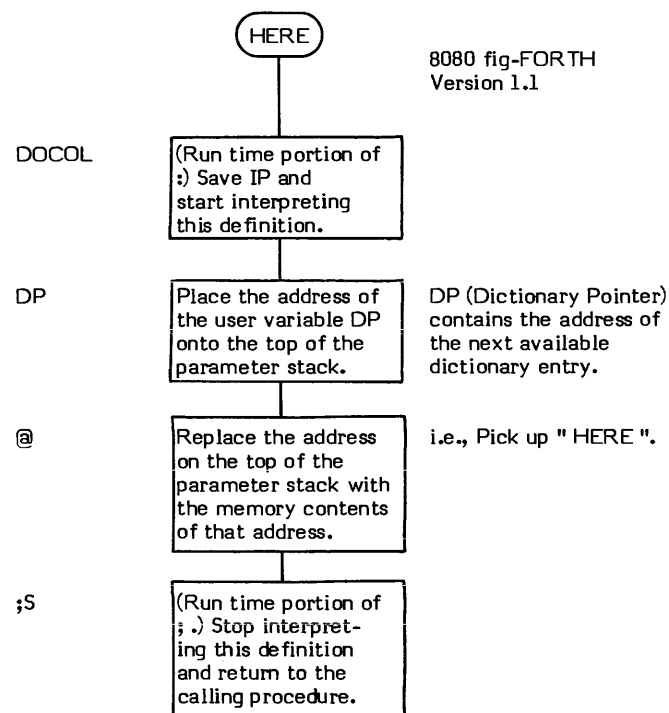 HERE
8080 fig-FORTH
Version 1.1
DOCOL
(Run time portion of
:) Save IP and
start interpreting
this definition.
DP
Place the address of
the user variable DP
onto the top of the
parameter stack.
DP (Dictionary Pointer)
contains the address of
the next available
dictionary entry.
@
Replace the address
on the top of the
parameter stack with
the memory contents
of that address.
i.e., Pick up " HERE ".
;S
(Run time portion of
; .) Stop interpret-
ing this definition
and return to the
calling procedure.